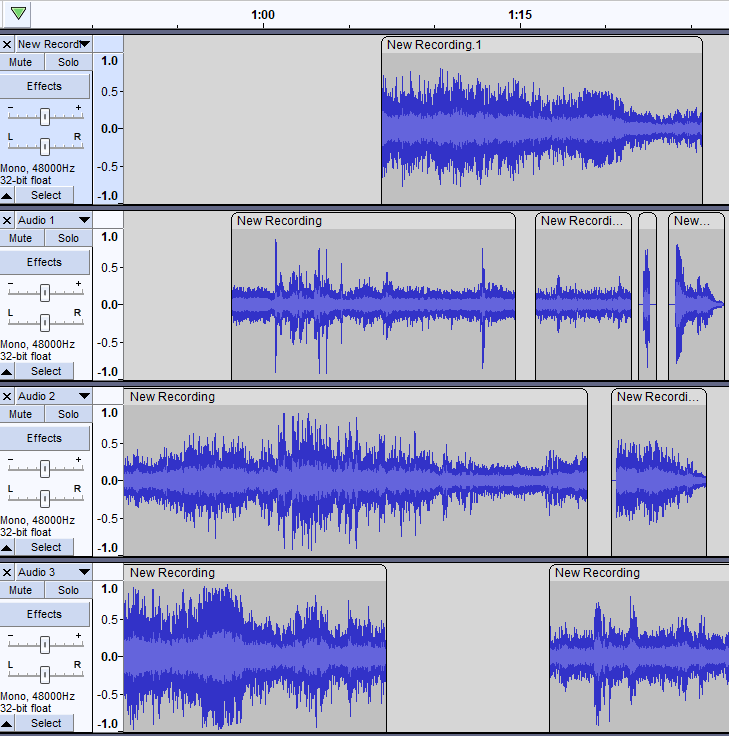 1:00 1:15
New Recordi New Recording.1
Mute Solo
Effects
- +
L R
Mono, 48000Hz
32-bit float
Select
1.0
0.5
0.0
-0.5
-1.0
Audio 1 New Recording New Recordi... New...
Mute Solo
Effects
- +
L R
Mono, 48000Hz
32-bit float
Select
1.0
0.5
0.0
-0.5
-1.0
Audio 2 New Recording New Recordi...
Mute Solo
Effects
- +
L R
Mono, 48000Hz
32-bit float
Select
1.0
0.5
0.0
-0.5
-1.0
Audio 3 New Recording New Recording
Mute Solo
Effects
- +
L R
Mono, 48000Hz
32-bit float
Select
1.0
0.5
0.0
-0.5
-1.0